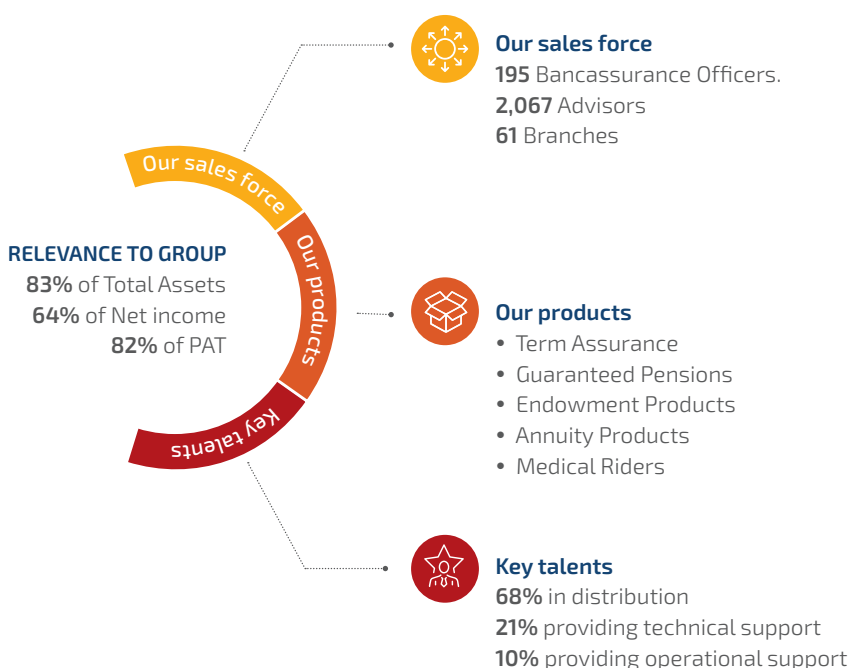 Our sales force
195 Bancassurance Officers.
2,067 Advisors
61 Branches
Our sales force
RELEVANCE TO GROUP
83% of Total Assets
64% of Net income
82% of PAT
Our products
Our products
• Term Assurance
• Guaranteed Pensions
• Endowment Products
• Annuity Products
• Medical Riders
Key talents
Key talents
68% in distribution
21% providing technical support
10% providing operational support